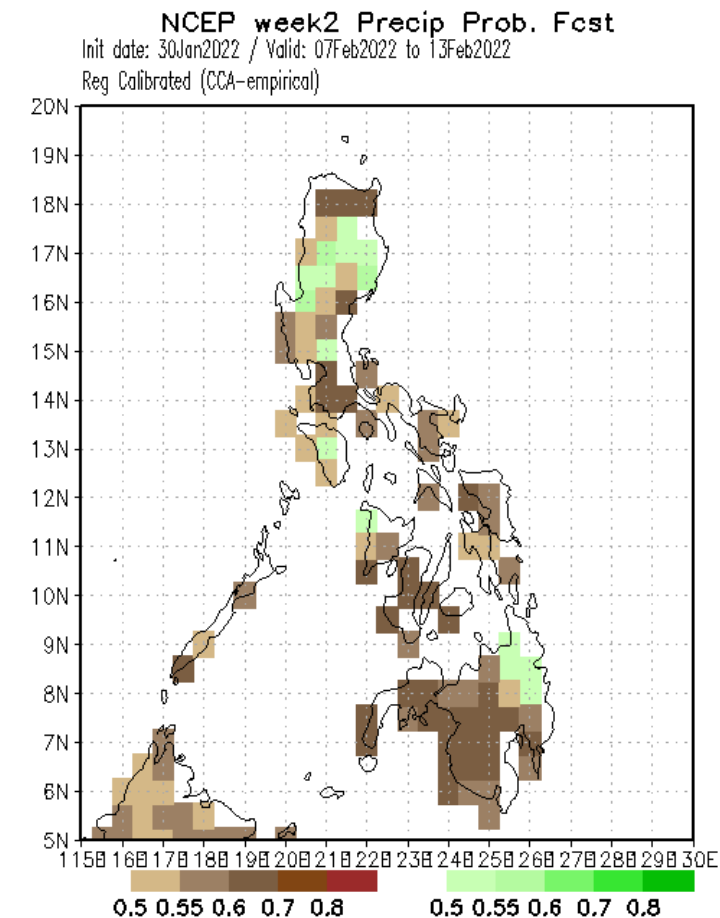 NCEP week2 Precip Prob. Fcst
Init date: 30Jan2022 / Valid: 07Feb2022 to 13Feb2022
Reg Calibrated (CCA-empirical)
20N
19N
18N
17N
16N
15N
14N
13N
12N
11N
10N
9N
8N
7N
6N
5N
115E 116E 117E 118E 119E 120E 121E 122E 123E 124E 125E 126E 127E 128E 129E 130E
0.5 0.55 0.6 0.7 0.8 0.5 0.55 0.6 0.7 0.8